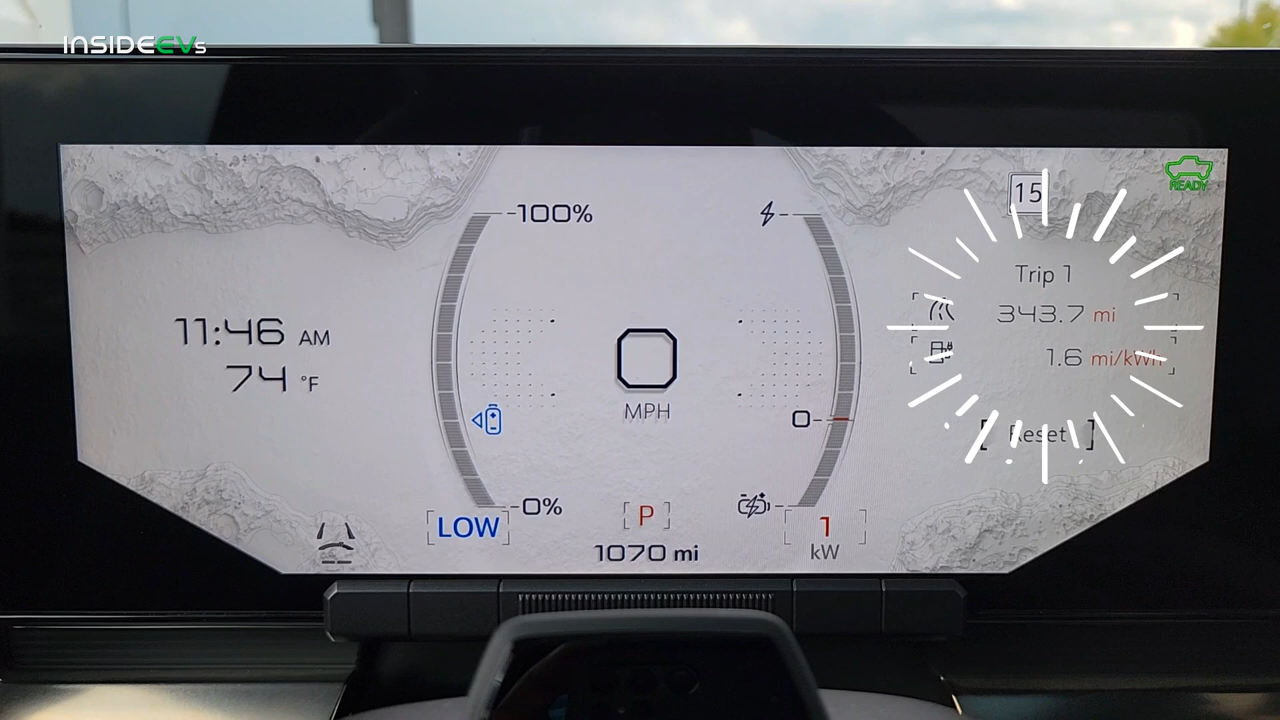 INSIDEEVs
READY
15
-100%
Trip 1
343.7 mi
11:46 AM
1.6 mi/kWh
74 °F
0
MPH
0
Reset
-0%
LOW
P
1
kW
1070 mi